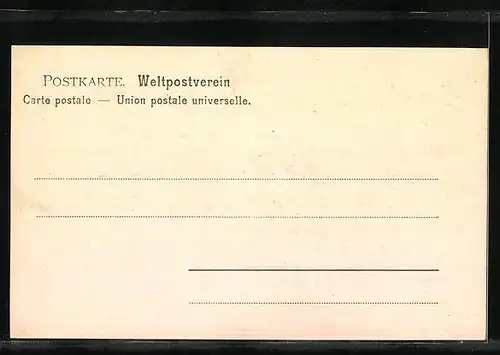 POSTKARTE. Weltpostverein
Carte postale — Union postale universelle.